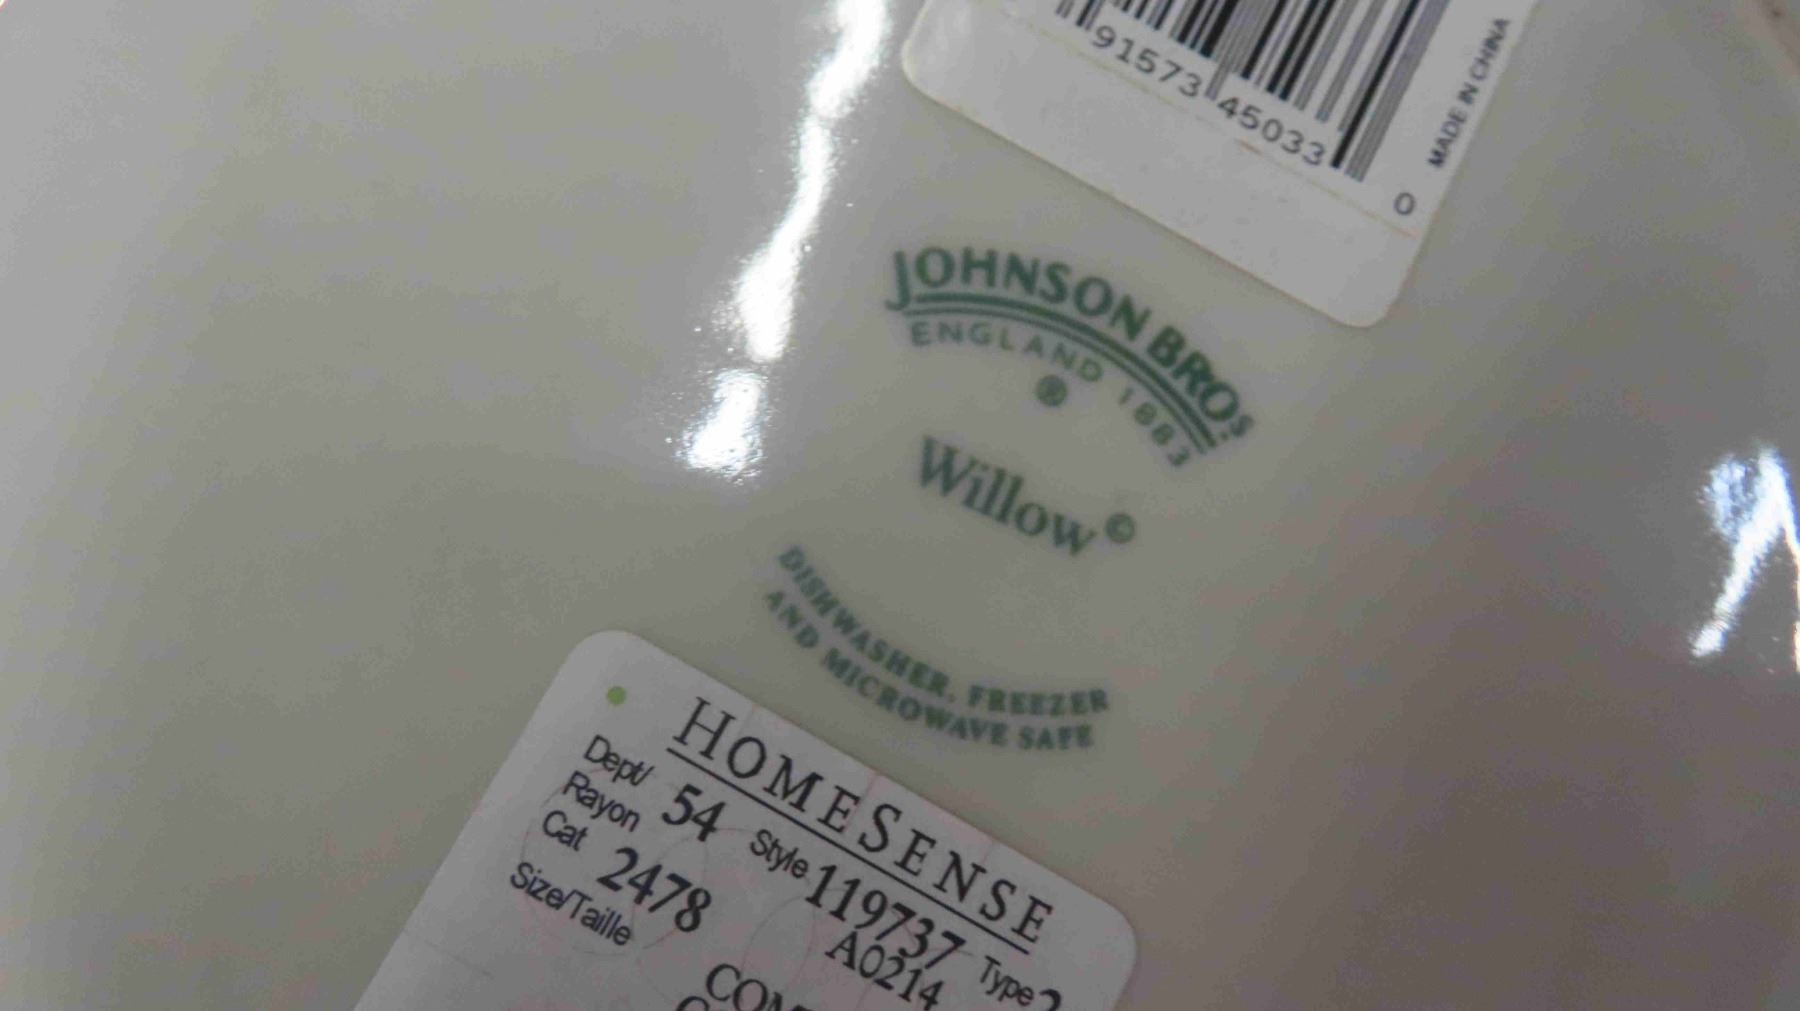 91573 45033 0
MADE IN CHINA
JOHNSON BROS
ENGLAND 1883
®
Willow ©
DISHWASHER, FREEZER
AND MICROWAVE SAFE
HOMESENSE
Dept/
Rayon 54 Style 119737 Type
Cat 2478 A0214
Size/Taille